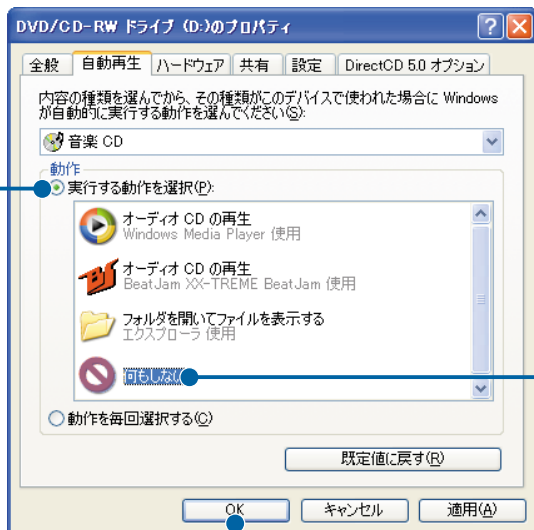 DVD/CD-RW ドライブ (D:)のプロパティ
全般 自動再生 ハードウェア 共有 設定 DirectCD 5.0 オプション
内容の種類を選んでから、その種類がこのデバイスで使われた場合に Windows
が自動的に実行する動作を選んでください(S):
音楽 CD
動作
実行する動作を選択(P):
オーディオ CD の再生
Windows Media Player 使用
オーディオ CD の再生
BeatJam XX-TREME BeatJam 使用
フォルダを開いてファイルを表示する
エクスプローラ 使用
何もしない
動作を毎回選択する(C)
既定値に戻す(R)
OK キャンセル 適用(A)